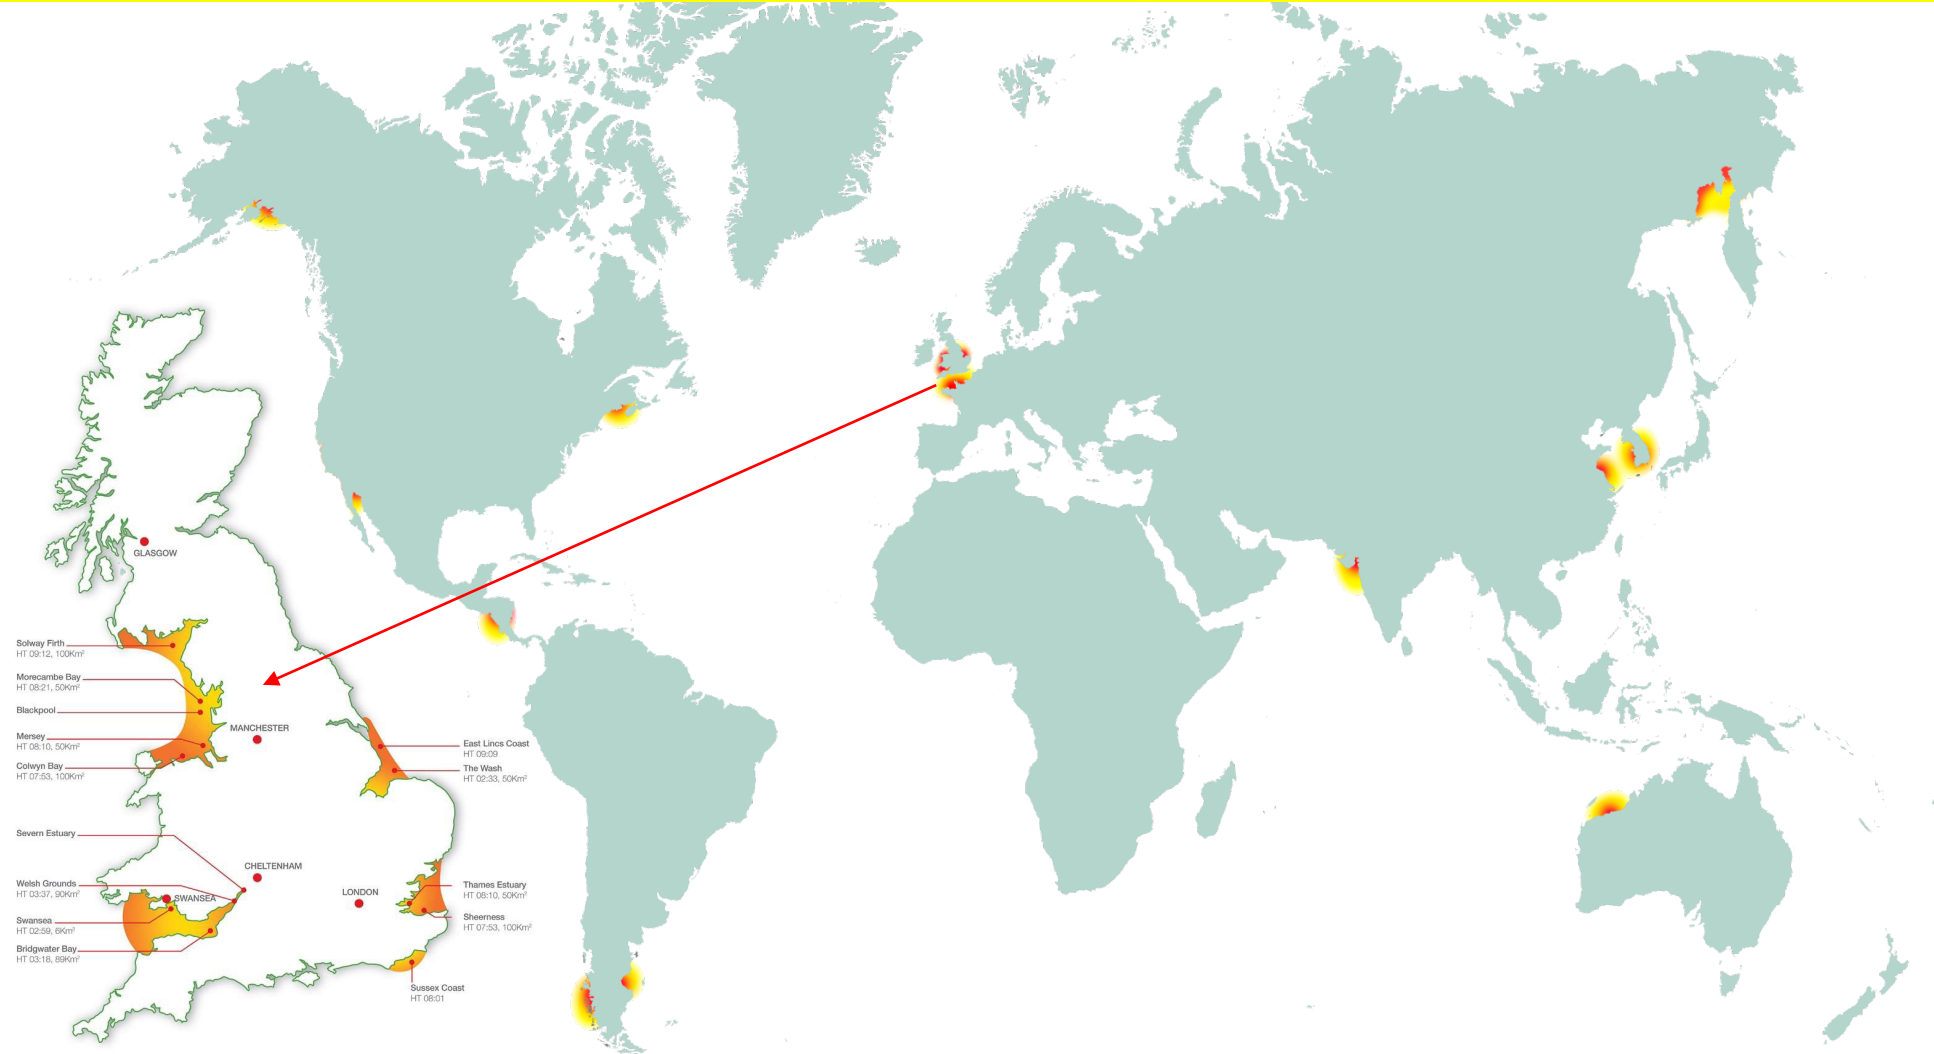 GLASGOW
Solway Firth
HT 09:12, 100Km²
Morecambe Bay
HT 08:21, 50Km²
Blackpool
MANCHESTER
Mersey
HT 08:10, 50Km²
Colwyn Bay
HT 07:53, 100Km²
East Lincs Coast
HT 09:09
The Wash
HT 02:33, 50Km²
Severn Estuary
CHELTENHAM
Welsh Grounds
HT 03:37, 90Km²
SWANSEA
LONDON
Thames Estuary
HT 08:10, 50Km²
Swansea
HT 02:59, 6Km²
Sheerness
HT 07:53, 100Km²
Bridgwater Bay
HT 03:18, 89Km²
Sussex Coast
HT 08:01